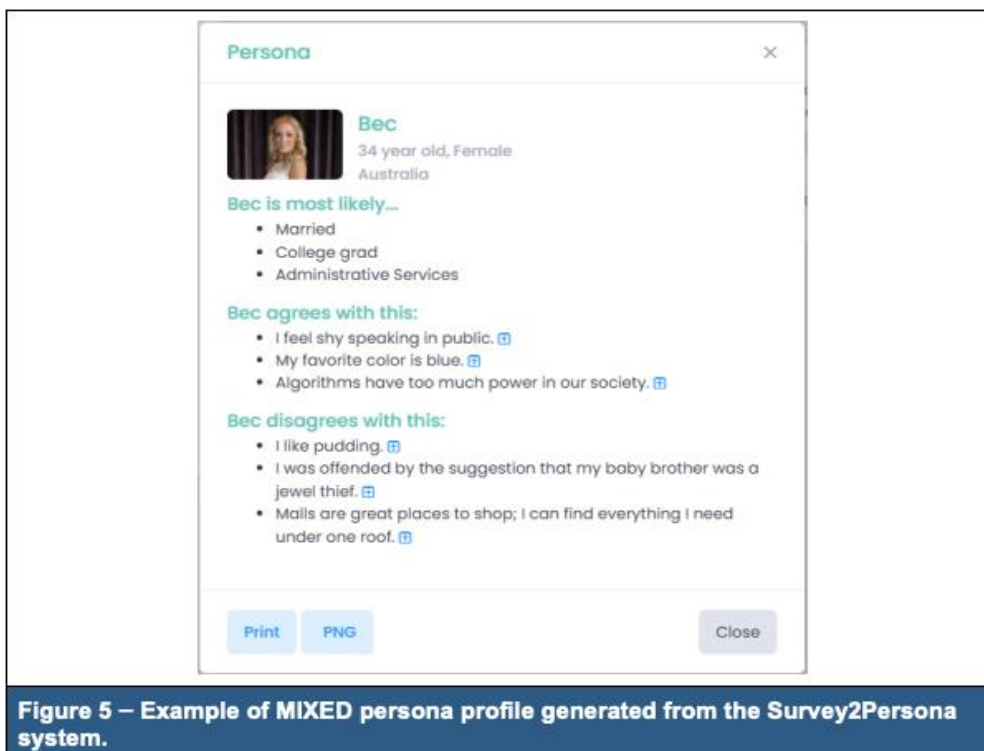 Persona
×
Bec
34 year old, Female
Australia
Bec is most likely...
• Married
• College grad
• Administrative Services
Bec agrees with this:
• I feel shy speaking in public.
• My favorite color is blue.
• Algorithms have too much power in our society.
Bec disagrees with this:
• I like pudding.
• I was offended by the suggestion that my baby brother was a
jewel thief.
• Malls are great places to shop; I can find everything I need
under one roof.
Print PNG Close
Figure 5 – Example of MIXED persona profile generated from the Survey2Persona
system.